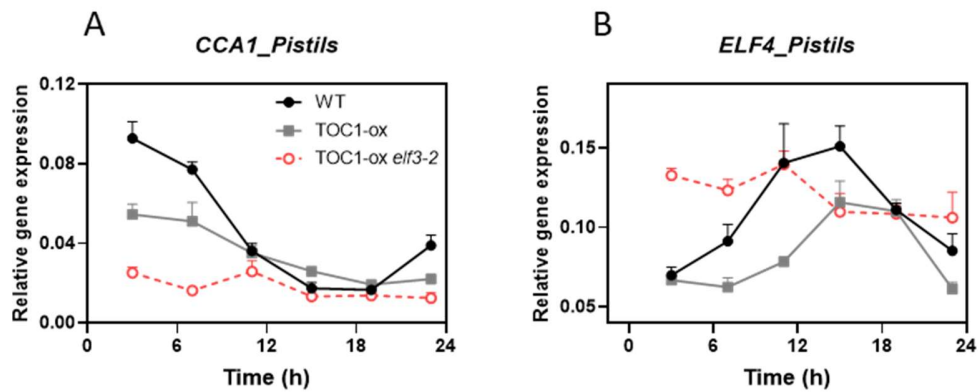 A
CCA1_Pistils
Relative gene expression
0.12
0.08
0.04
0.00
WT
TOC1-ox
TOC1-ox elf3-2
0 6 12 18 24
Time (h)
B
ELF4_Pistils
Relative gene expression
0.15
0.10
0.05
0 6 12 18 24
Time (h)